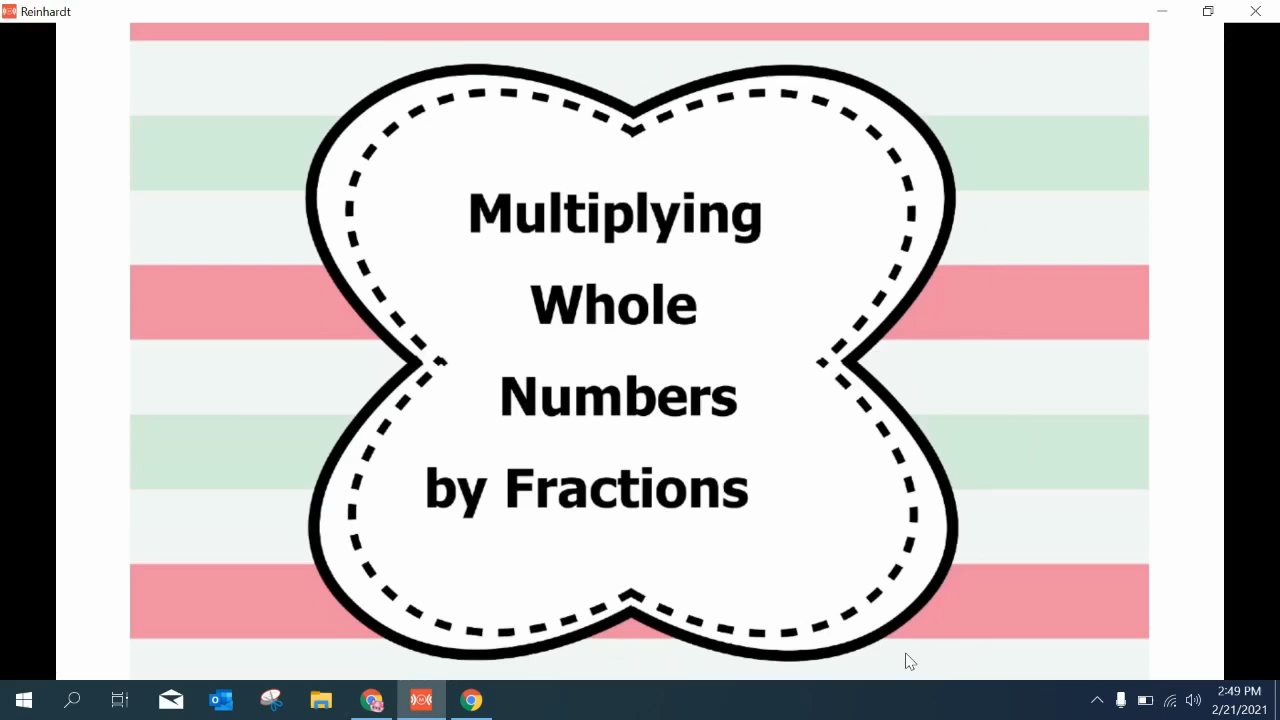 Reinhardt
Multiplying
Whole
Numbers
by Fractions
2:49 PM
2/21/2021